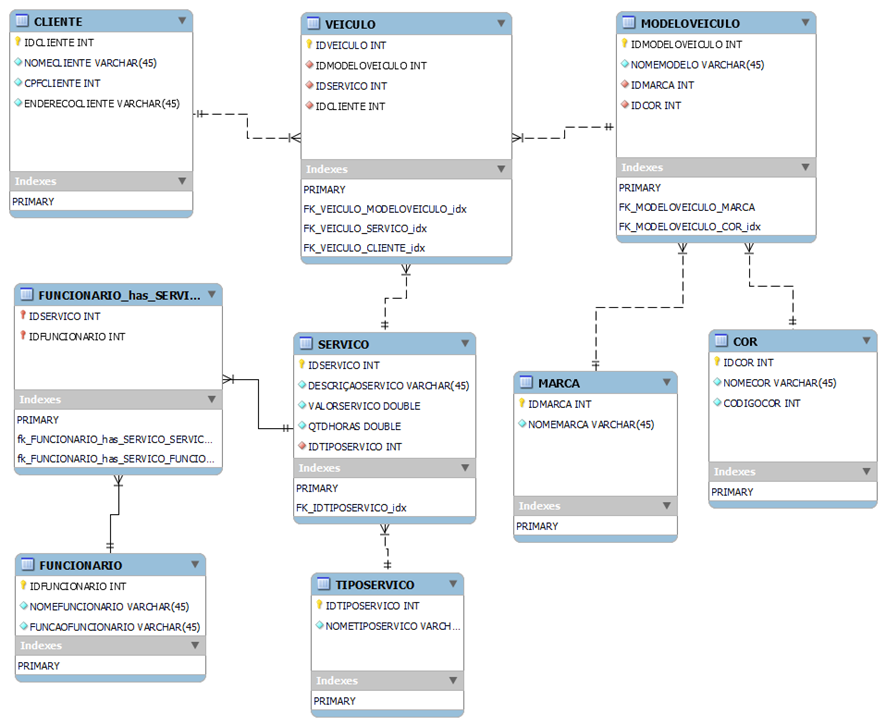 CLIENTE
IDCLIENTE INT
NOMECLIENTE VARCHAR(45)
CPFCLIENTE INT
ENDERECOCLIENTE VARCHAR(45)
Indexes
PRIMARY
VEICULO
IDVEICULO INT
IDMODELOVEICULO INT
IDSERVICO INT
IDCLIENTE INT
Indexes
PRIMARY
FK_VEICULO_MODELOVEICULO_idx
FK_VEICULO_SERVICO_idx
FK_VEICULO_CLIENTE_idx
MODELOVEICULO
IDMODELOVEICULO INT
NOMEMODELO VARCHAR(45)
IDMARCA INT
IDCOR INT
Indexes
PRIMARY
FK_MODELOVEICULO_MARCA
FK_MODELOVEICULO_COR_idx
FUNCIONARIO_has_SERVI...
IDSERVICO INT
IDFUNCIONARIO INT
Indexes
PRIMARY
fk_FUNCIONARIO_has_SERVICO_SERVIC...
fk_FUNCIONARIO_has_SERVICO_FUNCIO...
SERVICO
IDSERVICO INT
DESCRIÇAOSERVICO VARCHAR(45)
VALORSERVICO DOUBLE
QTDHORAS DOUBLE
IDTIPOSERVICO INT
Indexes
PRIMARY
FK_IDTIPOSERVICO_idx
MARCA
IDMARCA INT
NOMEMARCA VARCHAR(45)
Indexes
PRIMARY
COR
IDCOR INT
NOMECOR VARCHAR(45)
CODIGOCOR INT
Indexes
PRIMARY
FUNCIONARIO
IDFUNCIONARIO INT
NOMEFUNCIONARIO VARCHAR(45)
FUNCAOFUNCIONARIO VARCHAR(45)
Indexes
PRIMARY
TIPOSERVICO
IDTIPOSERVICO INT
NOMETIPOSERVICO VARCH...
Indexes
PRIMARY